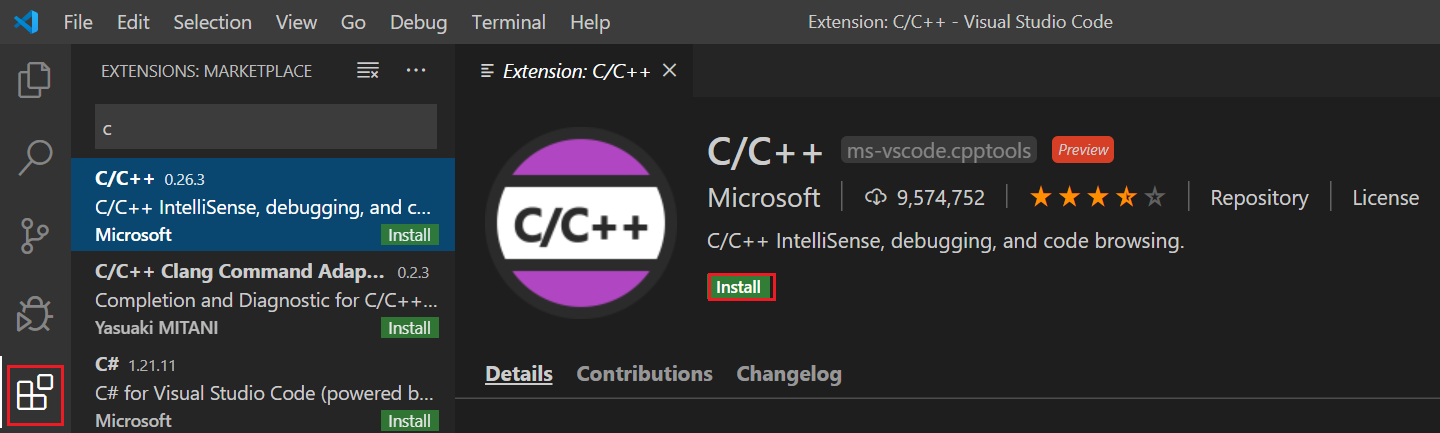 File Edit Selection View Go Debug Terminal Help Extension: C/C++ - Visual Studio Code
EXTENSIONS: MARKETPLACE
c
C/C++ 0.26.3
C/C++ IntelliSense, debugging, and c...
Microsoft Install
C/C++ Clang Command Adap... 0.2.3
Completion and Diagnostic for C/C++...
Yasuaki MITANI Install
C# 1.21.11
C# for Visual Studio Code (powered b...
Microsoft Install
Extension: C/C++
C/C++
C/C++ ms-vscode.cpptools Preview
Microsoft 9,574,752 Repository License
C/C++ IntelliSense, debugging, and code browsing.
Install
Details Contributions Changelog